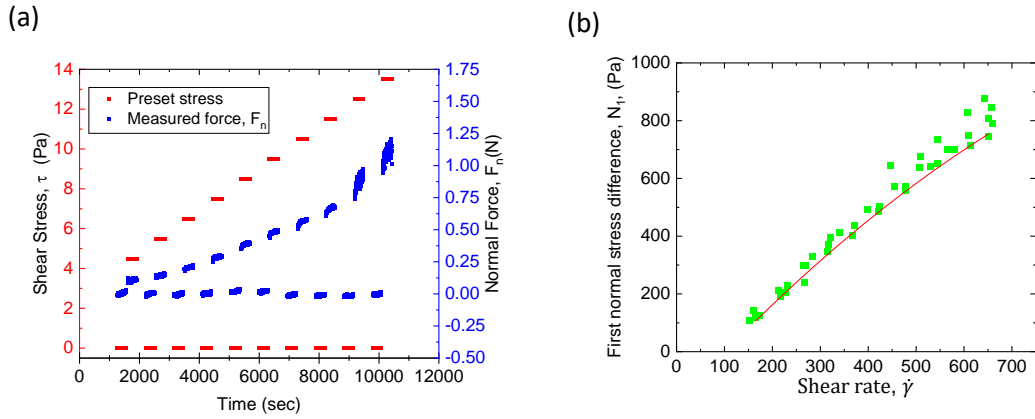 (a)
14
12
10
8
6
4
2
0
Shear Stress, τ (Pa)
Preset stress
Measured force, Fn
1.75
1.50
1.25
1.00
0.75
0.50
0.25
0.00
-0.25
-0.50
Normal Force, Fn(N)
0 2000 4000 6000 8000 10000 12000
Time (sec)
(b)
1000
800
600
400
200
0
First normal stress difference, N1, (Pa)
0 100 200 300 400 500 600 700
Shear rate, γ̇